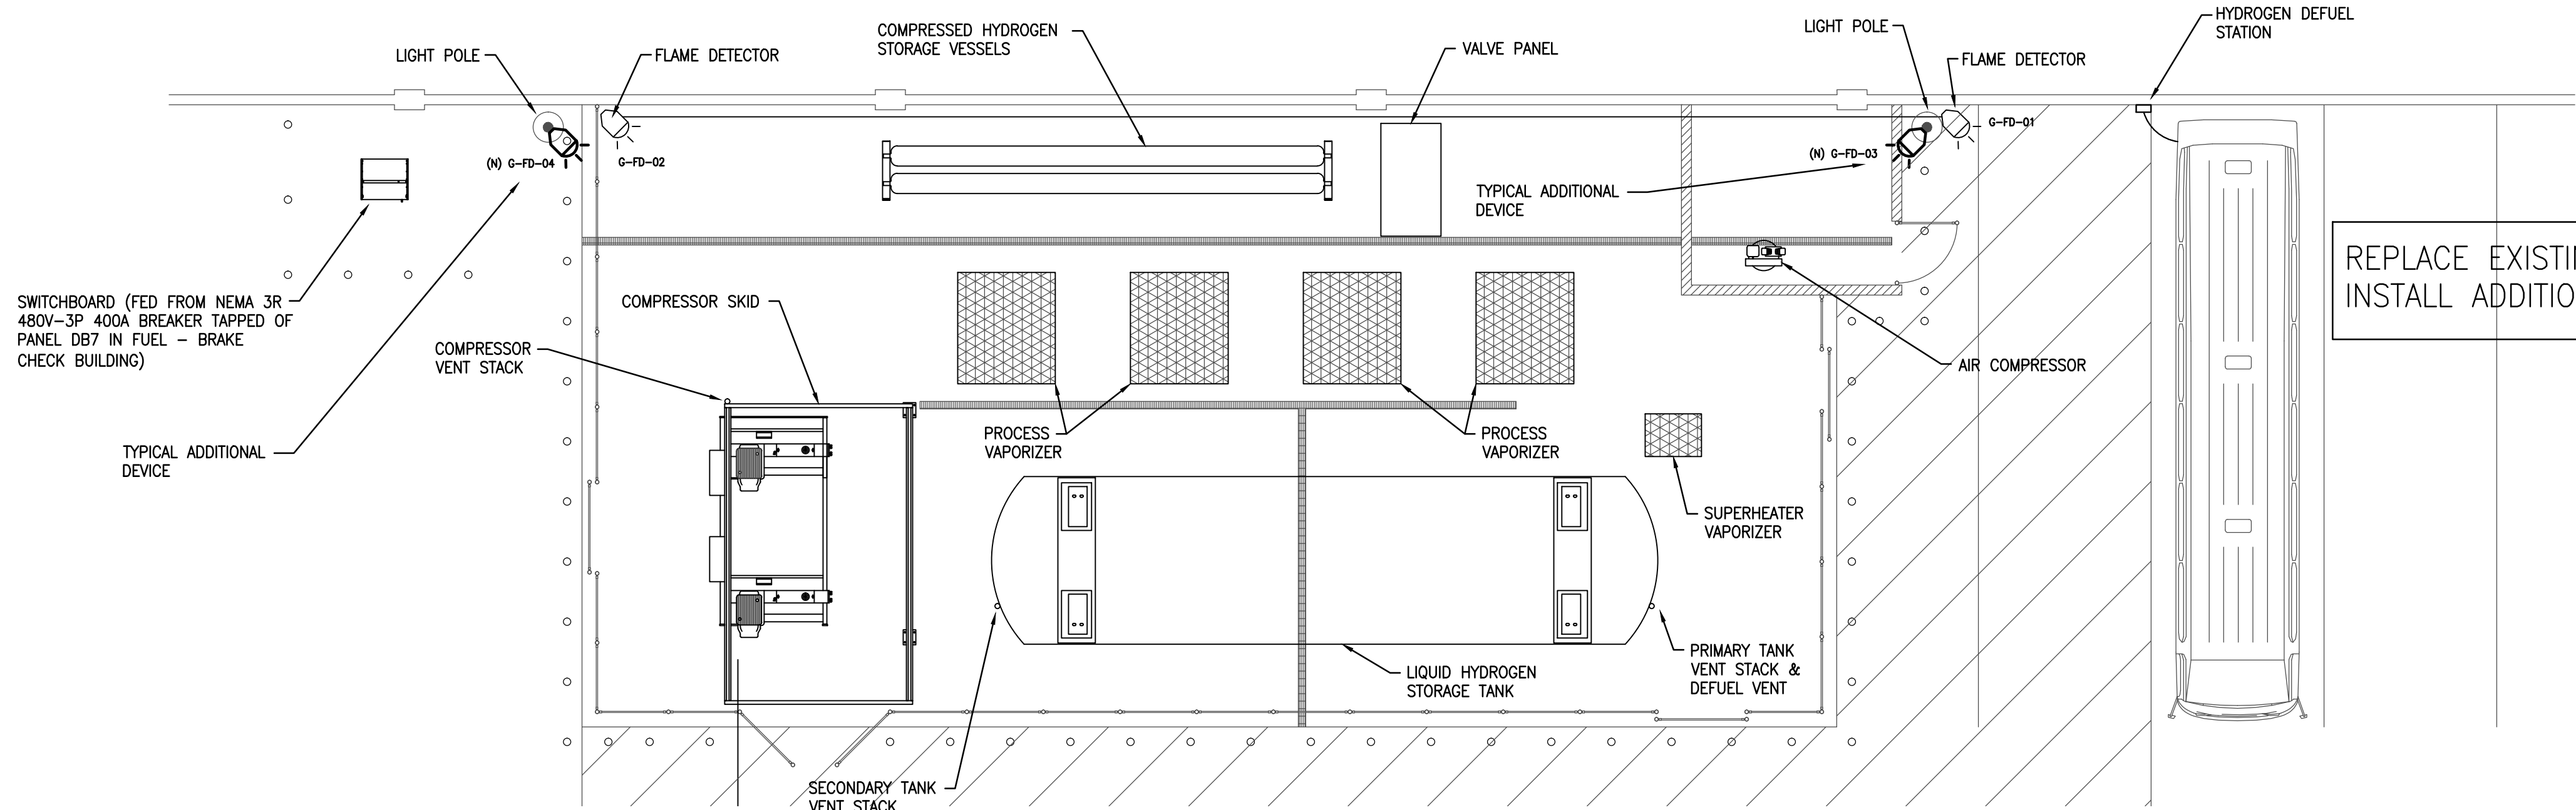 HYDROGEN DEFUEL
STATION
LIGHT POLE
COMPRESSED HYDROGEN
STORAGE VESSELS
VALVE PANEL
LIGHT POLE
FLAME DETECTOR
FLAME DETECTOR
G-FD-01
(N) G-FD-04
G-FD-02
(N) G-FD-03
TYPICAL ADDITIONAL
DEVICE
REPLACE EXISTIN
INSTALL ADDITIO
SWITCHBOARD (FED FROM NEMA 3R
480V-3P 400A BREAKER TAPPED OF
PANEL DB7 IN FUEL - BRAKE
CHECK BUILDING)
COMPRESSOR SKID
COMPRESSOR
VENT STACK
AIR COMPRESSOR
TYPICAL ADDITIONAL
DEVICE
PROCESS
VAPORIZER
PROCESS
VAPORIZER
SUPERHEATER
VAPORIZER
PRIMARY TANK
VENT STACK &
DEFUEL VENT
LIQUID HYDROGEN
STORAGE TANK
SECONDARY TANK
VENT STACK